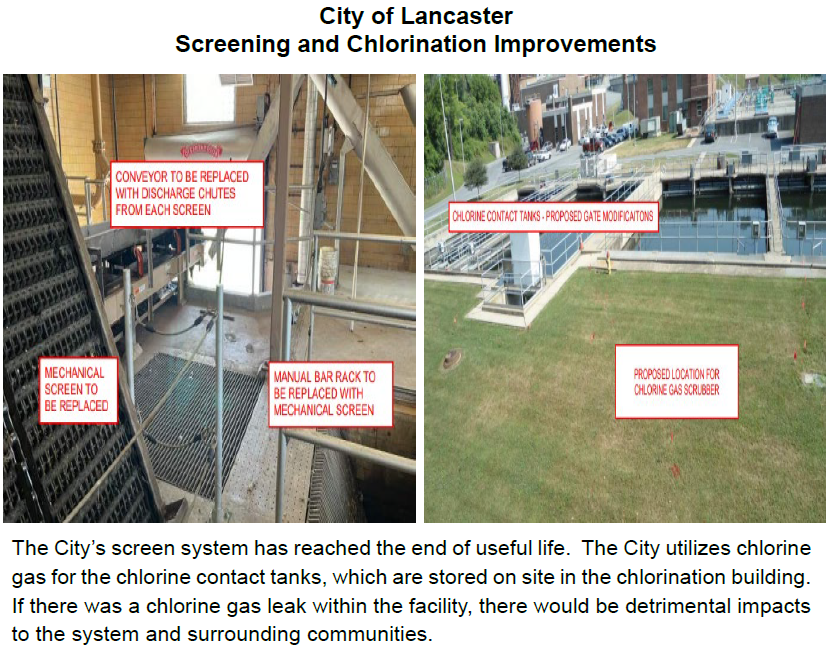 City of Lancaster
Screening and Chlorination Improvements
CONVEYOR TO BE REPLACED
WITH DISCHARGE CHUTES
FROM EACH SCREEN
MECHANICAL
SCREEN TO
BE REPLACED
MANUAL BAR RACK TO
BE REPLACED WITH
MECHANICAL SCREEN
CHLORINE CONTACT TANKS - PROPOSED GATE MODIFICAITONS
PROPOSED LOCATION FOR
CHLORINE GAS SCRUBBER
The City’s screen system has reached the end of useful life.  The City utilizes chlorine
gas for the chlorine contact tanks, which are stored on site in the chlorination building.
If there was a chlorine gas leak within the facility, there would be detrimental impacts
to the system and surrounding communities.